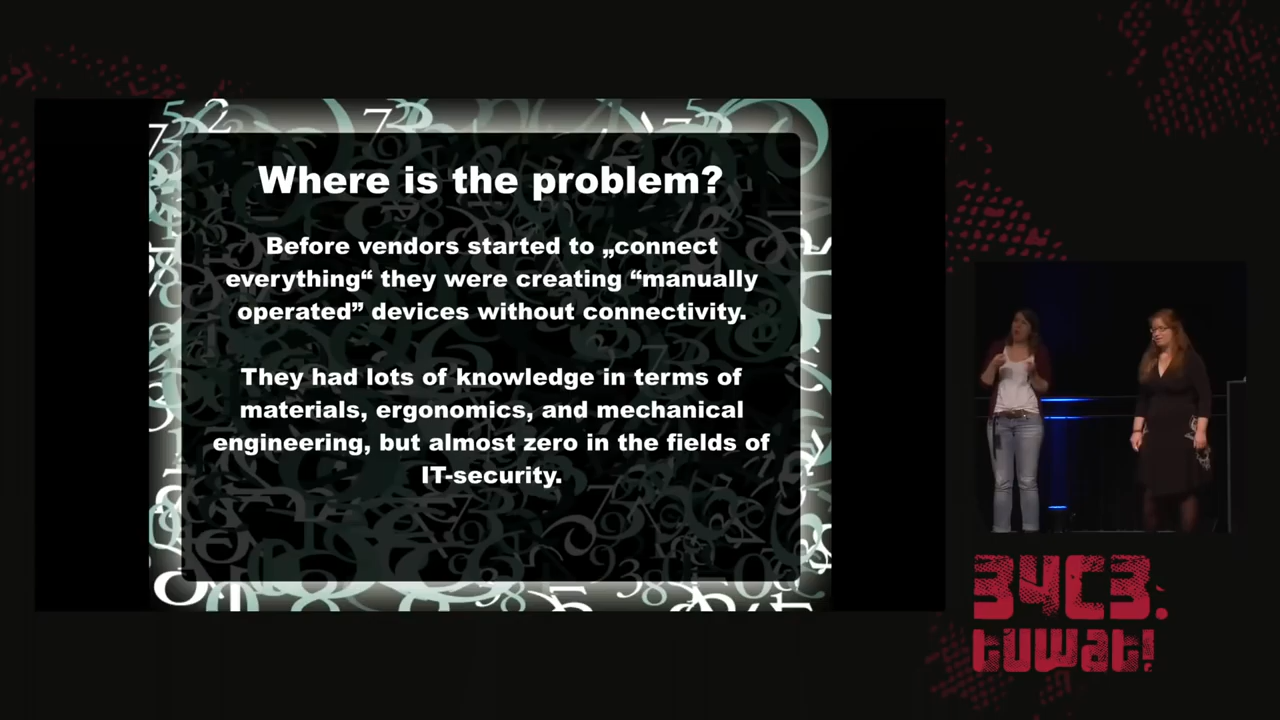 Where is the problem?
Before vendors started to „connect
everything“ they were creating “manually
operated” devices without connectivity.
They had lots of knowledge in terms of
materials, ergonomics, and mechanical
engineering, but almost zero in the fields of
IT-security.
34C3.
tuwat!